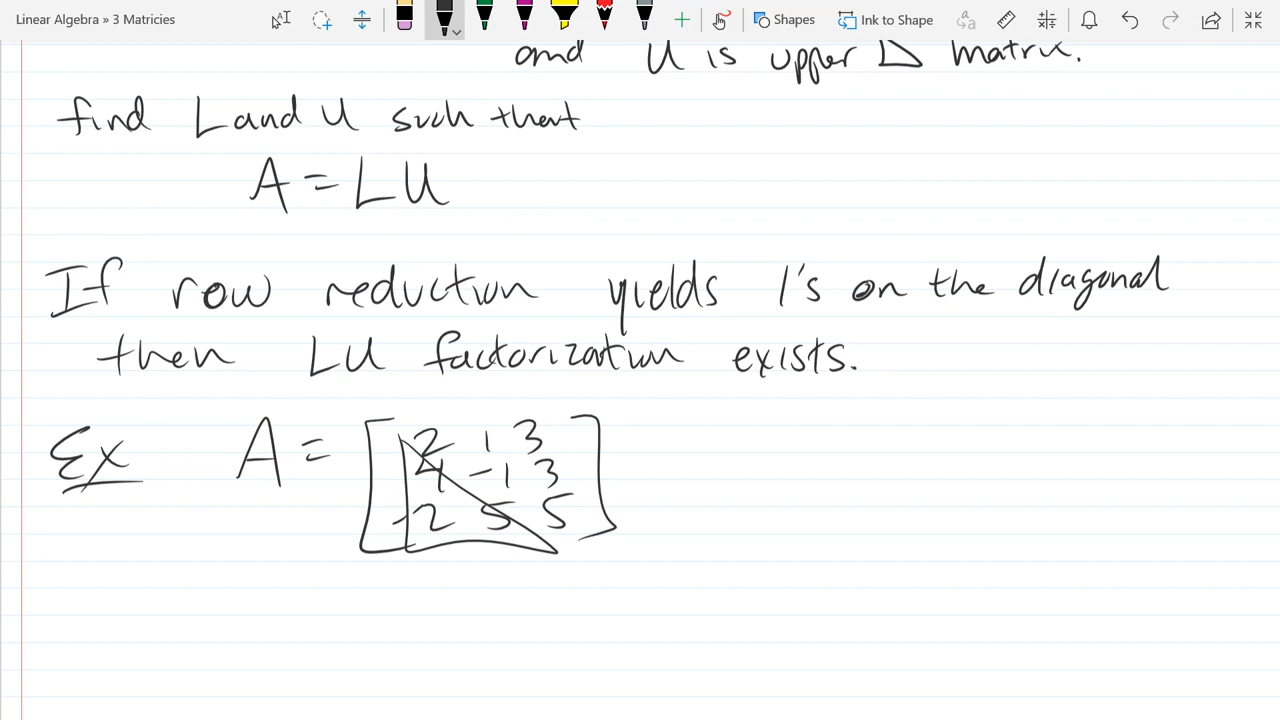 Linear Algebra » 3 Matricies
Shapes
Ink to Shape
and U is upper △ matrix.
find L and U such that
A = LU
If row reduction yields 1's on the diagonal
then LU factorization exists.
Ex A = [2 1 3
4 -1 3
-2 5 5]